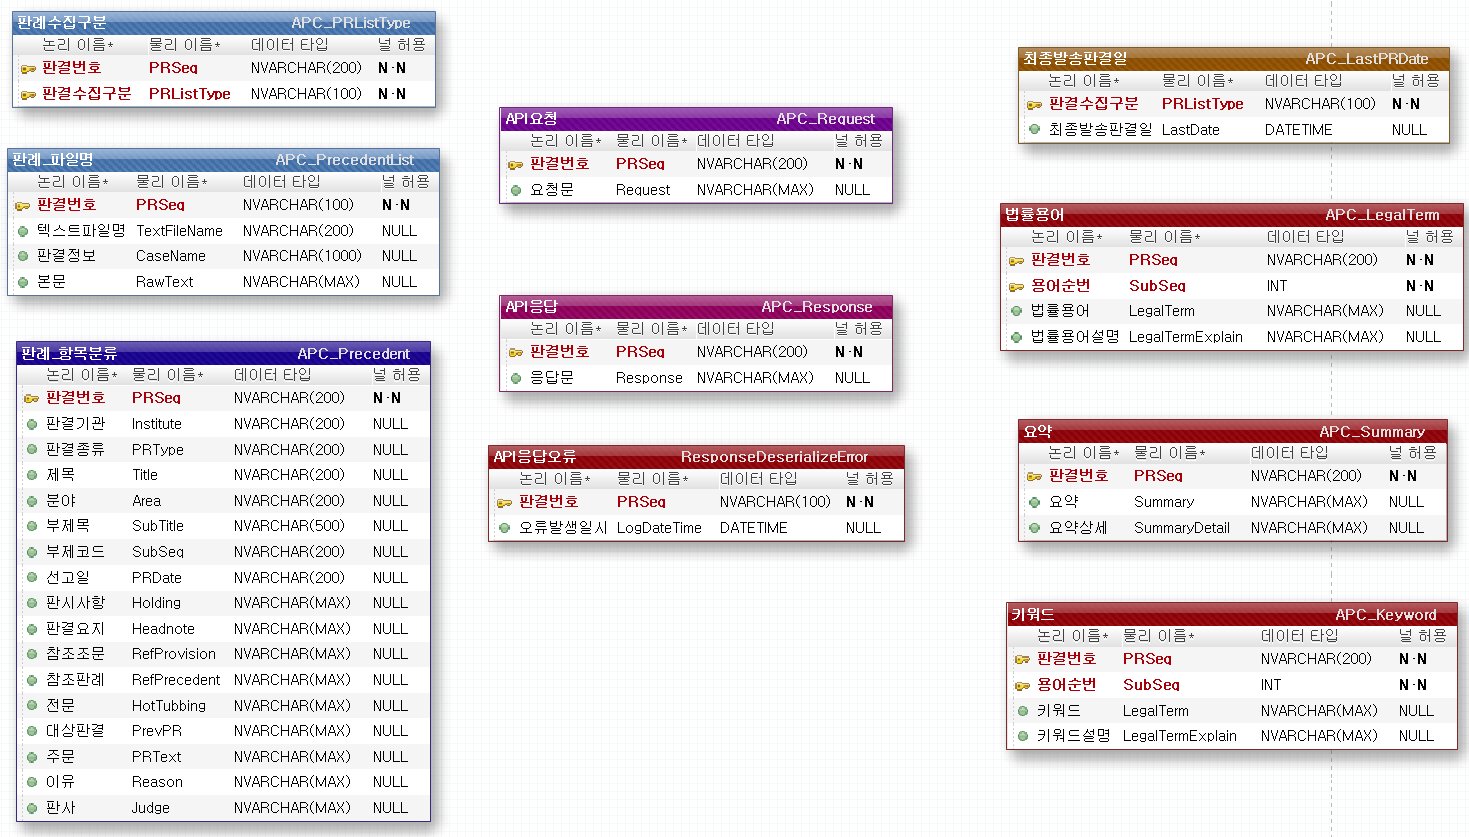 판례수집구분 APC_PRListType
논리 이름* 물리 이름* 데이터 타입 널 허용
판결번호 PRSeq NVARCHAR(200) N·N
판결수집구분 PRListType NVARCHAR(100) N·N
판례_파일명 APC_PrecedentList
논리 이름* 물리 이름* 데이터 타입 널 허용
판결번호 PRSeq NVARCHAR(100) N·N
텍스트파일명 TextFileName NVARCHAR(200) NULL
판결정보 CaseName NVARCHAR(1000) NULL
본문 RawText NVARCHAR(MAX) NULL
판례_항목분류 APC_Precedent
논리 이름* 물리 이름* 데이터 타입 널 허용
판결번호 PRSeq NVARCHAR(200) N·N
판결기관 Institute NVARCHAR(200) NULL
판결종류 PRType NVARCHAR(200) NULL
제목 Title NVARCHAR(200) NULL
분야 Area NVARCHAR(200) NULL
부제목 SubTitle NVARCHAR(500) NULL
부제코드 SubSeq NVARCHAR(200) NULL
선고일 PRDate NVARCHAR(200) NULL
판시사항 Holding NVARCHAR(MAX) NULL
판결요지 Headnote NVARCHAR(MAX) NULL
참조조문 RefProvision NVARCHAR(MAX) NULL
참조판례 RefPrecedent NVARCHAR(MAX) NULL
전문 HotTubbing NVARCHAR(MAX) NULL
대상판결 PrevPR NVARCHAR(MAX) NULL
주문 PRText NVARCHAR(MAX) NULL
이유 Reason NVARCHAR(MAX) NULL
판사 Judge NVARCHAR(MAX) NULL
API요청 APC_Request
논리 이름* 물리 이름* 데이터 타입 널 허용
판결번호 PRSeq NVARCHAR(200) N·N
요청문 Request NVARCHAR(MAX) NULL
API응답 APC_Response
논리 이름* 물리 이름* 데이터 타입 널 허용
판결번호 PRSeq NVARCHAR(200) N·N
응답문 Response NVARCHAR(MAX) NULL
API응답오류 ResponseDeserializeError
논리 이름* 물리 이름* 데이터 타입 널 허용
판결번호 PRSeq NVARCHAR(100) N·N
오류발생일시 LogDateTime DATETIME NULL
최종발송판결일 APC_LastPRDate
논리 이름* 물리 이름* 데이터 타입 널 허용
판결수집구분 PRListType NVARCHAR(100) N·N
최종발송판결일 LastDate DATETIME NULL
법률용어 APC_LegalTerm
논리 이름* 물리 이름* 데이터 타입 널 허용
판결번호 PRSeq NVARCHAR(200) N·N
용어순번 SubSeq INT N·N
법률용어 LegalTerm NVARCHAR(MAX) NULL
법률용어설명 LegalTermExplain NVARCHAR(MAX) NULL
요약 APC_Summary
논리 이름* 물리 이름* 데이터 타입 널 허용
판결번호 PRSeq NVARCHAR(200) N·N
요약 Summary NVARCHAR(MAX) NULL
요약상세 SummaryDetail NVARCHAR(MAX) NULL
키워드 APC_Keyword
논리 이름* 물리 이름* 데이터 타입 널 허용
판결번호 PRSeq NVARCHAR(200) N·N
용어순번 SubSeq INT N·N
키워드 LegalTerm NVARCHAR(MAX) NULL
키워드설명 LegalTermExplain NVARCHAR(MAX) NULL